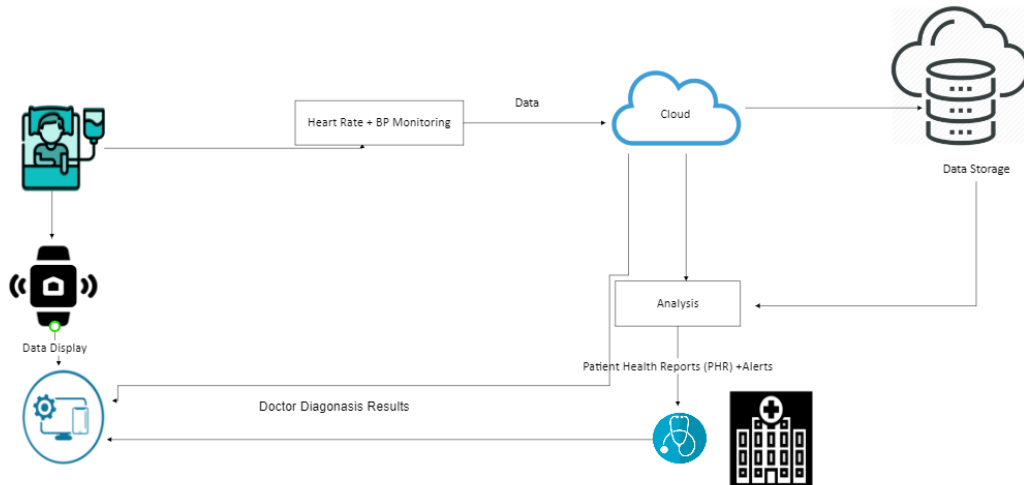 Data
Heart Rate + BP Monitoring
Cloud
Data Storage
Analysis
Data Display
Patient Health Reports (PHR) +Alerts
Doctor Diagonasis Results